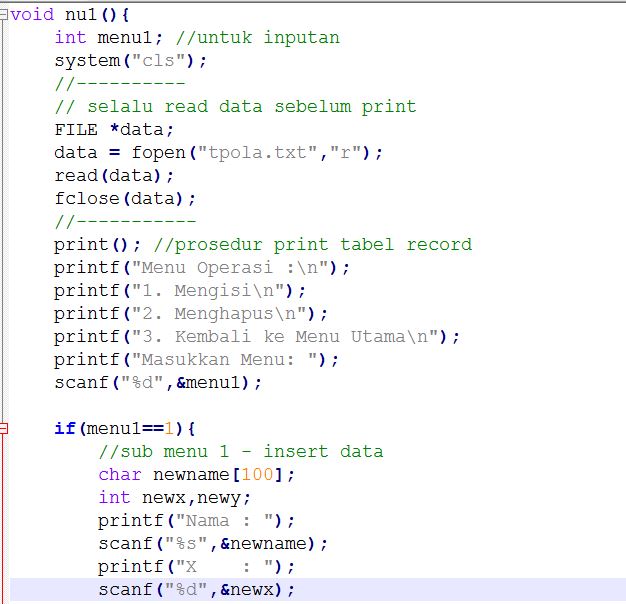 void nu1(){
int menu1; //untuk inputan
system("cls");
//----------
// selalu read data sebelum print
FILE *data;
data = fopen("tpola.txt","r");
read(data);
fclose(data);
//-----------
print(); //prosedur print tabel record
printf("Menu Operasi :\n");
printf("1. Mengisi\n");
printf("2. Menghapus\n");
printf("3. Kembali ke Menu Utama\n");
printf("Masukkan Menu: ");
scanf("%d",&menu1);
if(menu1==1){
//sub menu 1 - insert data
char newname[100];
int newx,newy;
printf("Nama : ");
scanf("%s",&newname);
printf("X    : ");
scanf("%d",&newx);